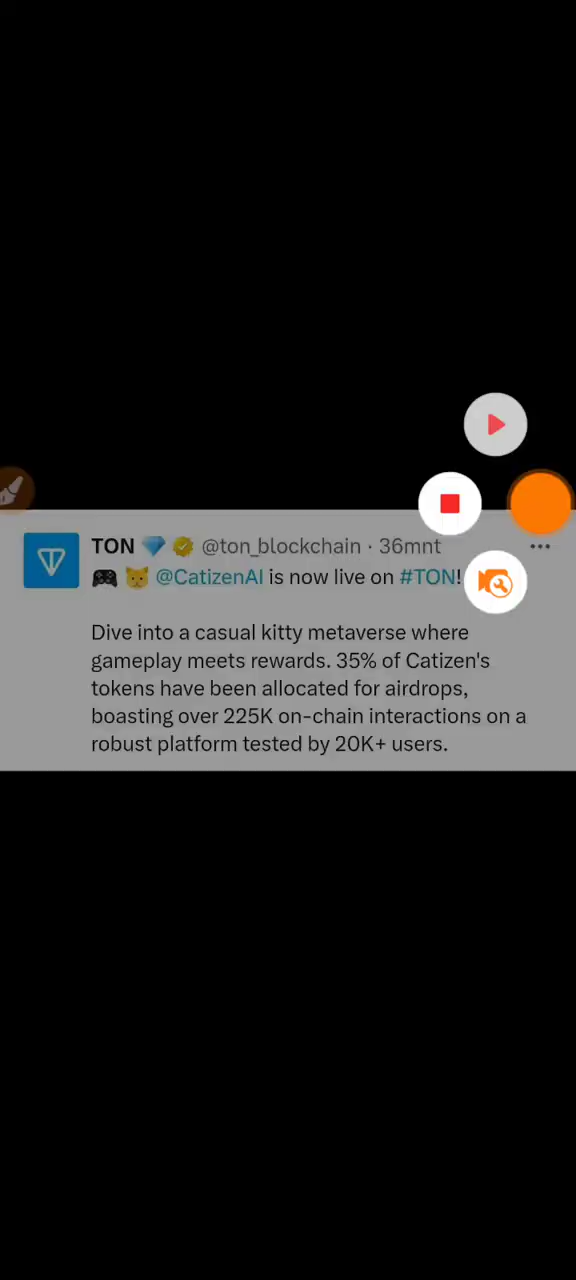 TON 💎 @ton_blockchain · 36mnt
🎮 🐱 @CatizenAI is now live on #TON!
Dive into a casual kitty metaverse where
gameplay meets rewards. 35% of Catizen's
tokens have been allocated for airdrops,
boasting over 225K on-chain interactions on a
robust platform tested by 20K+ users.